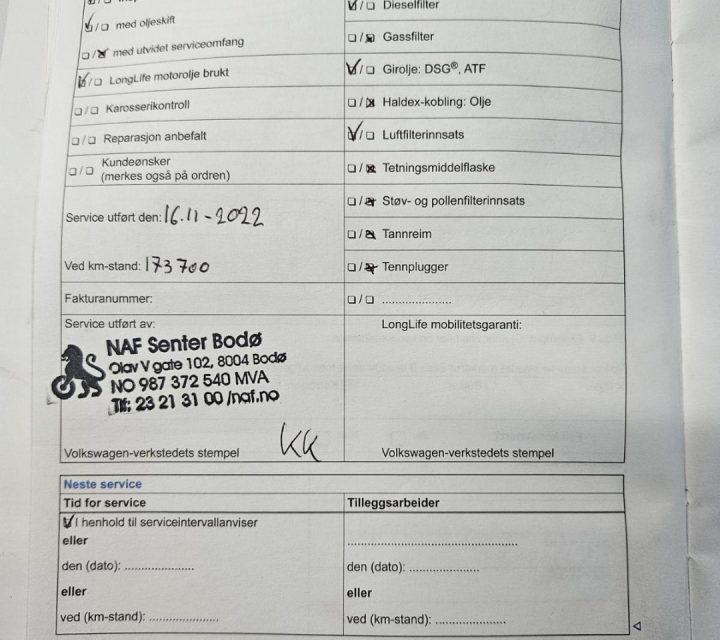 ☑/☐ med oljeskift
☐/☒ med utvidet serviceomfang
☑/☐ LongLife motorolje brukt
☐/☐ Karosserikontroll
☐/☐ Reparasjon anbefalt
☐/☐ Kundeønsker
(merkes også på ordren)
Service utført den: 16.11-2022
Ved km-stand: 173 700
Fakturanummer:
Service utført av:
NAF Senter Bodø
Olav V gate 102, 8004 Bodø
NO 987 372 540 MVA
Tlf: 23 21 31 00 /naf.no
KK
Volkswagen-verkstedets stempel
☑/☐ Dieselfilter
☐/☒ Gassfilter
☑/☐ Girolje: DSG®, ATF
☐/☒ Haldex-kobling: Olje
☑/☐ Luftfilterinnsats
☐/☒ Tetningsmiddelflaske
☐/☒ Støv- og pollenfilterinnsats
☐/☒ Tannreim
☐/☒ Tennplugger
☐/☐ .....................
LongLife mobilitetsgaranti:
Volkswagen-verkstedets stempel
Neste service
Tid for service
☑ I henhold til serviceintervallanviser
eller
den (dato): .....................
eller
ved (km-stand): .....................
Tilleggsarbeider
.....................................................
den (dato): .....................
eller
ved (km-stand): .....................